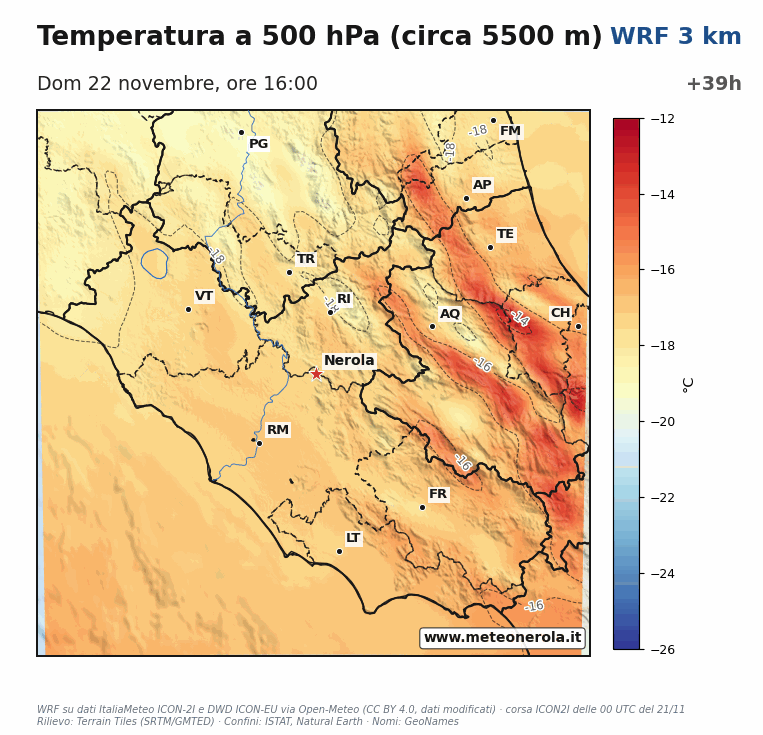 Temperatura a 500 hPa (circa 5500 m) WRF 3 km
Dom 22 novembre, ore 16:00 +39h
PG
-18
FM
-18
AP
TE
-18
TR
VT
-18
RI
AQ
-14
CH
-16
Nerola
RM
-16
FR
LT
-16
www.meteonerola.it
−12
−14
−16
−18
−20
−22
−24
−26
°C
WRF su dati ItaliaMeteo ICON-2I e DWD ICON-EU via Open-Meteo (CC BY 4.0, dati modificati) · corsa ICON2I delle 00 UTC del 21/11
Rilievo: Terrain Tiles (SRTM/GMTED) · Confini: ISTAT, Natural Earth · Nomi: GeoNames